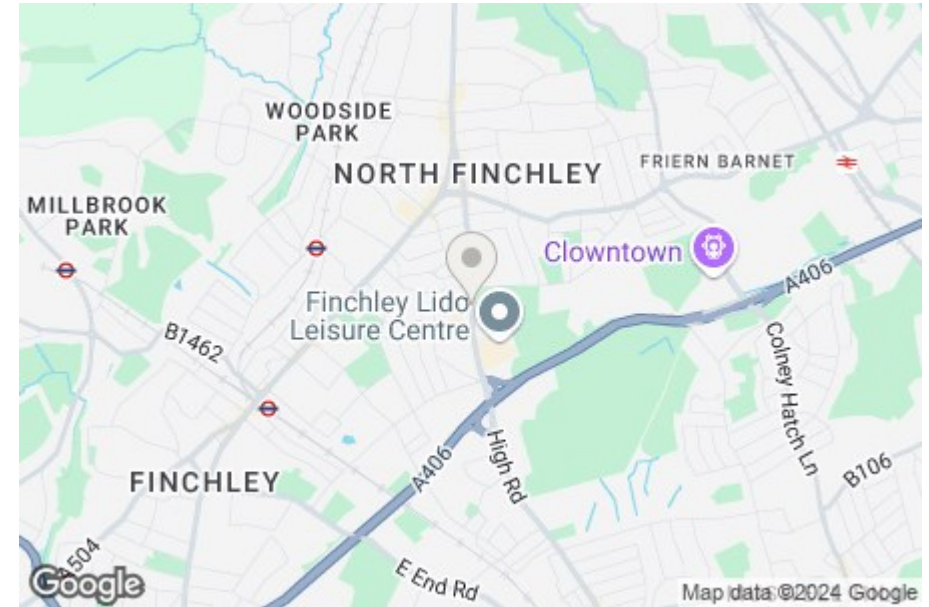 WOODSIDE
PARK
NORTH FINCHLEY
FRIERN BARNET
MILLBROOK
PARK
Clowntown
A406
Finchley Lido
Leisure Centre
B1462
Colney Hatch Ln
High Rd
A406
B106
FINCHLEY
A504
E End Rd
Google
Map data ©2024 Google